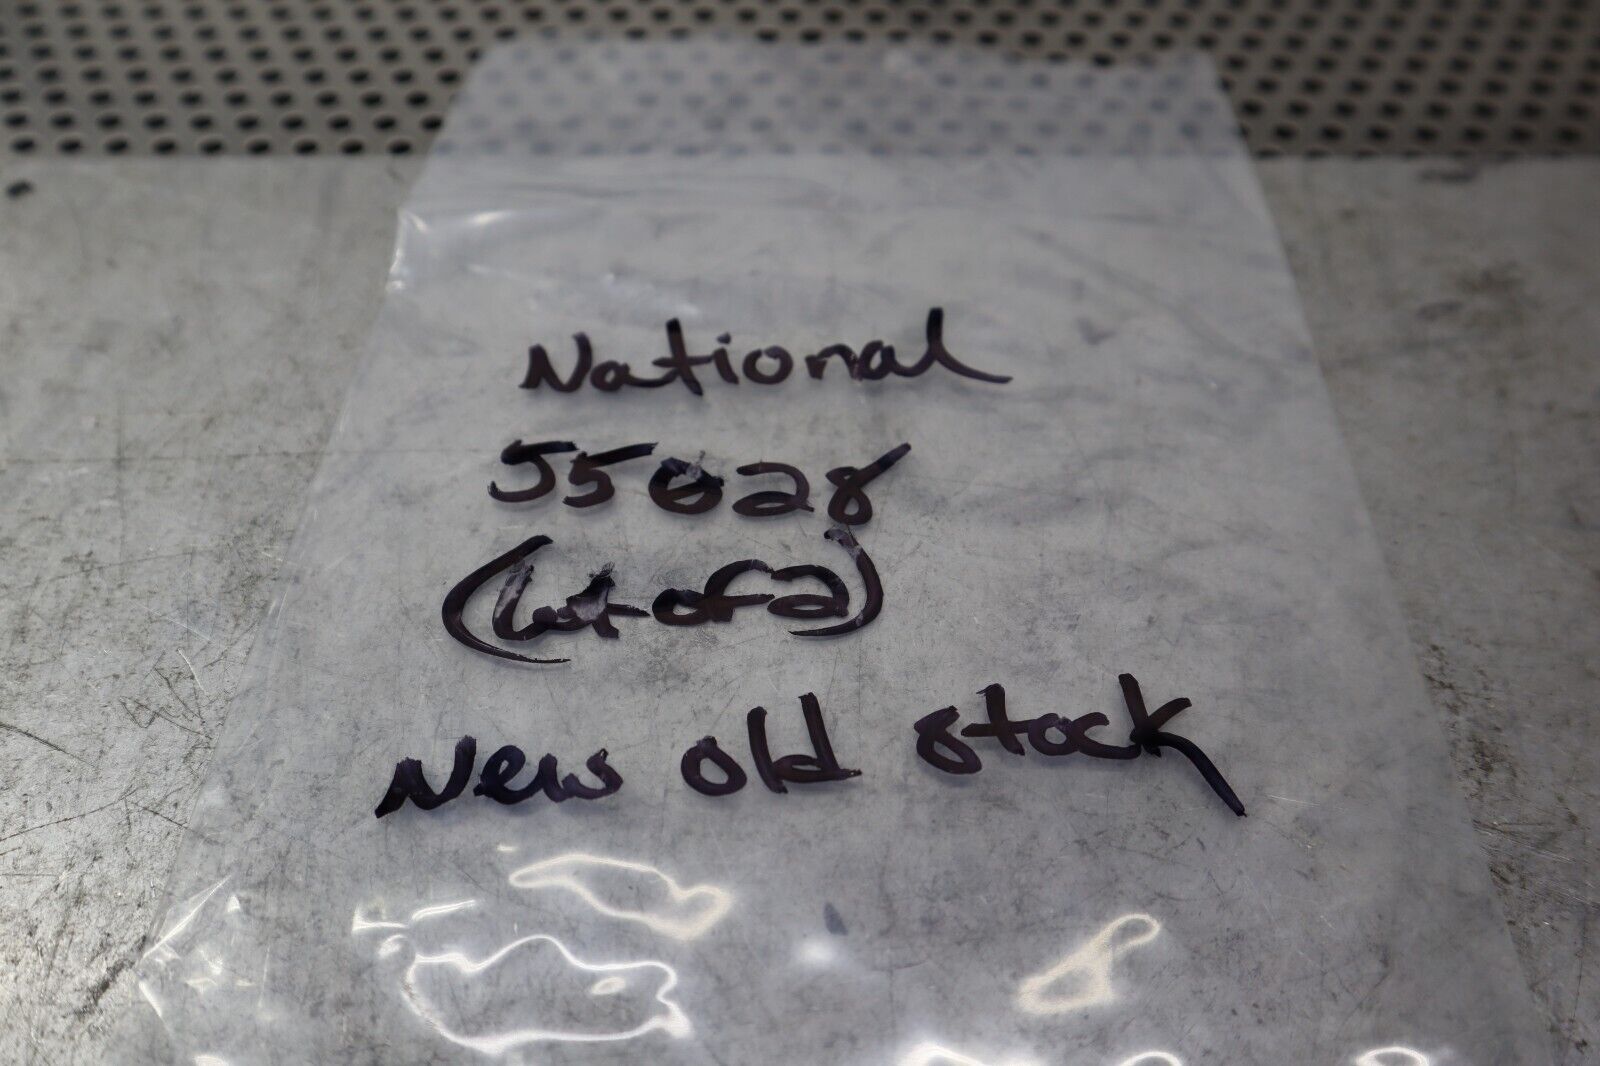 National
55028
(Lot of 2)
New old stock